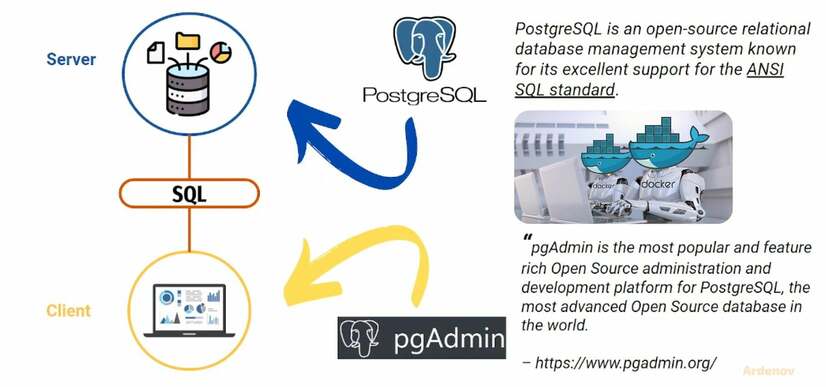 Server
PostgreSQL
PostgreSQL is an open-source relational
database management system known
for its excellent support for the ANSI
SQL standard.
docker
docker
SQL
Client
pgAdmin
“pgAdmin is the most popular and feature
rich Open Source administration and
development platform for PostgreSQL, the
most advanced Open Source database in
the world.
– https://www.pgadmin.org/
Ardenov